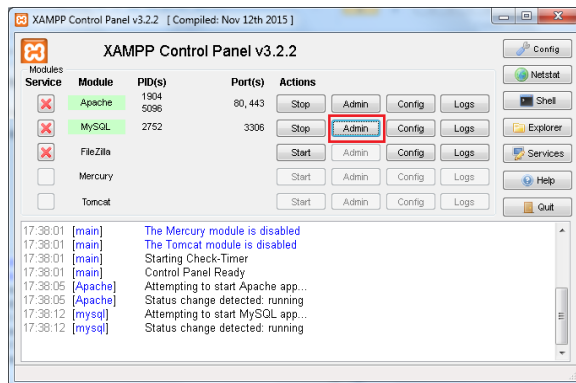 XAMPP Control Panel v3.2.2 [ Compiled: Nov 12th 2015 ]
XAMPP Control Panel v3.2.2
Config
Modules
Service Module PID(s) Port(s) Actions
Netstat
Apache 1904 5096 80, 443 Stop Admin Config Logs
Shell
MySQL 2752 3306 Stop Admin Config Logs
Explorer
FileZilla Start Admin Config Logs
Services
Mercury Start Admin Config Logs
Help
Tomcat Start Admin Config Logs
Quit
17:38:01 [main] The Mercury module is disabled
17:38:01 [main] The Tomcat module is disabled
17:38:01 [main] Starting Check-Timer
17:38:01 [main] Control Panel Ready
17:38:05 [Apache] Attempting to start Apache app...
17:38:05 [Apache] Status change detected: running
17:38:12 [mysql] Attempting to start MySQL app...
17:38:12 [mysql] Status change detected: running